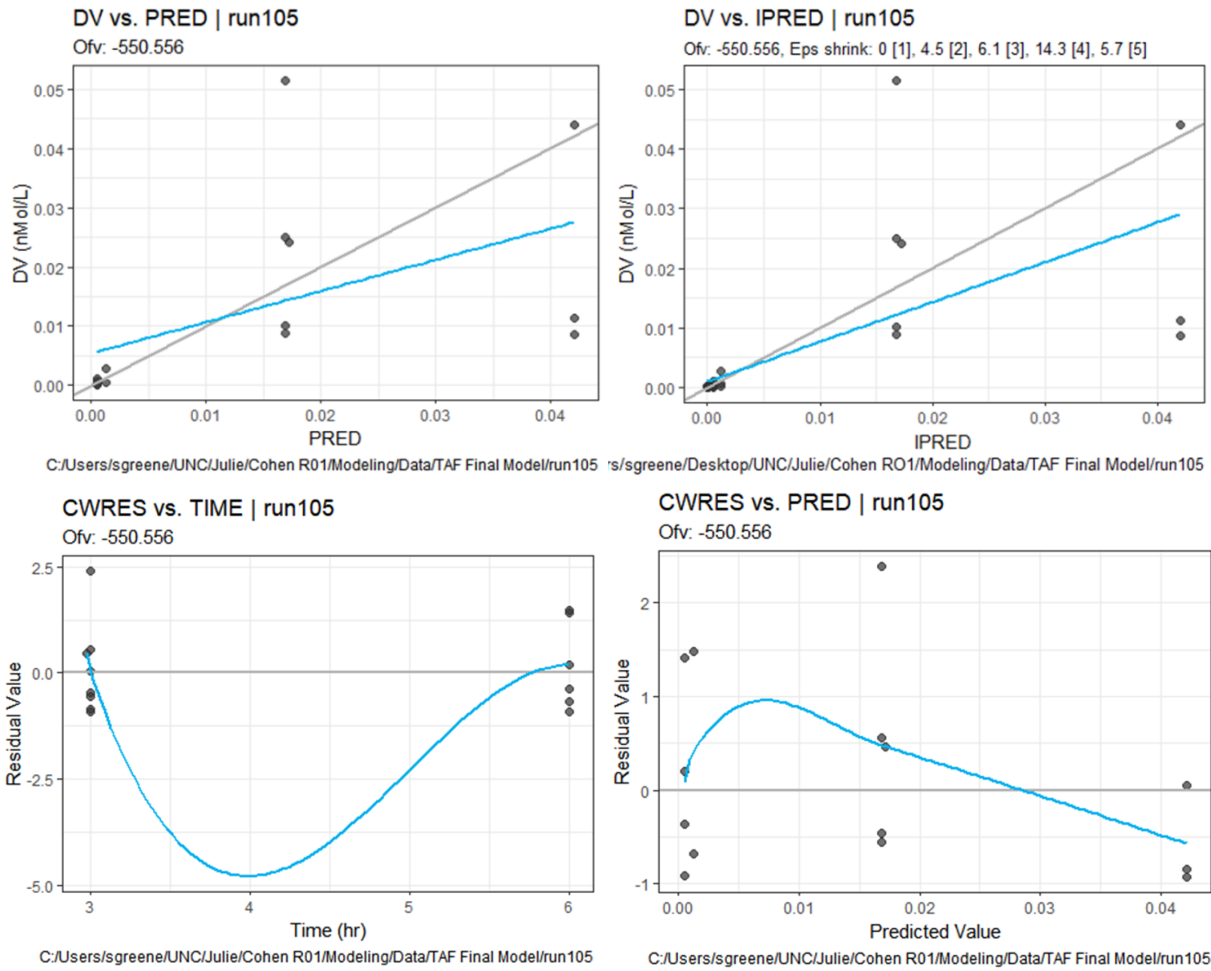 DV vs. PRED | run105
Ofv: -550.556
0.05
0.04
0.03
0.02
0.01
0.00
DV (nMol/L)
0.00 0.01 0.02 0.03 0.04
PRED
C:/Users/sgreene/UNC/Julie/Cohen R01/Modeling/Data/TAF Final Model/run105
DV vs. IPRED | run105
Ofv: -550.556, Eps shrink: 0 [1], 4.5 [2], 6.1 [3], 14.3 [4], 5.7 [5]
0.05
0.04
0.03
0.02
0.01
0.00
DV (nMol/L)
0.00 0.01 0.02 0.03 0.04
IPRED
rs/sgreene/Desktop/UNC/Julie/Cohen RO1/Modeling/Data/TAF Final Model/run105
CWRES vs. TIME | run105
Ofv: -550.556
2.5
0.0
-2.5
-5.0
Residual Value
3 4 5 6
Time (hr)
C:/Users/sgreene/UNC/Julie/Cohen R01/Modeling/Data/TAF Final Model/run105
CWRES vs. PRED | run105
Ofv: -550.556
2
1
0
-1
Residual Value
0.00 0.01 0.02 0.03 0.04
Predicted Value
C:/Users/sgreene/UNC/Julie/Cohen R01/Modeling/Data/TAF Final Model/run105